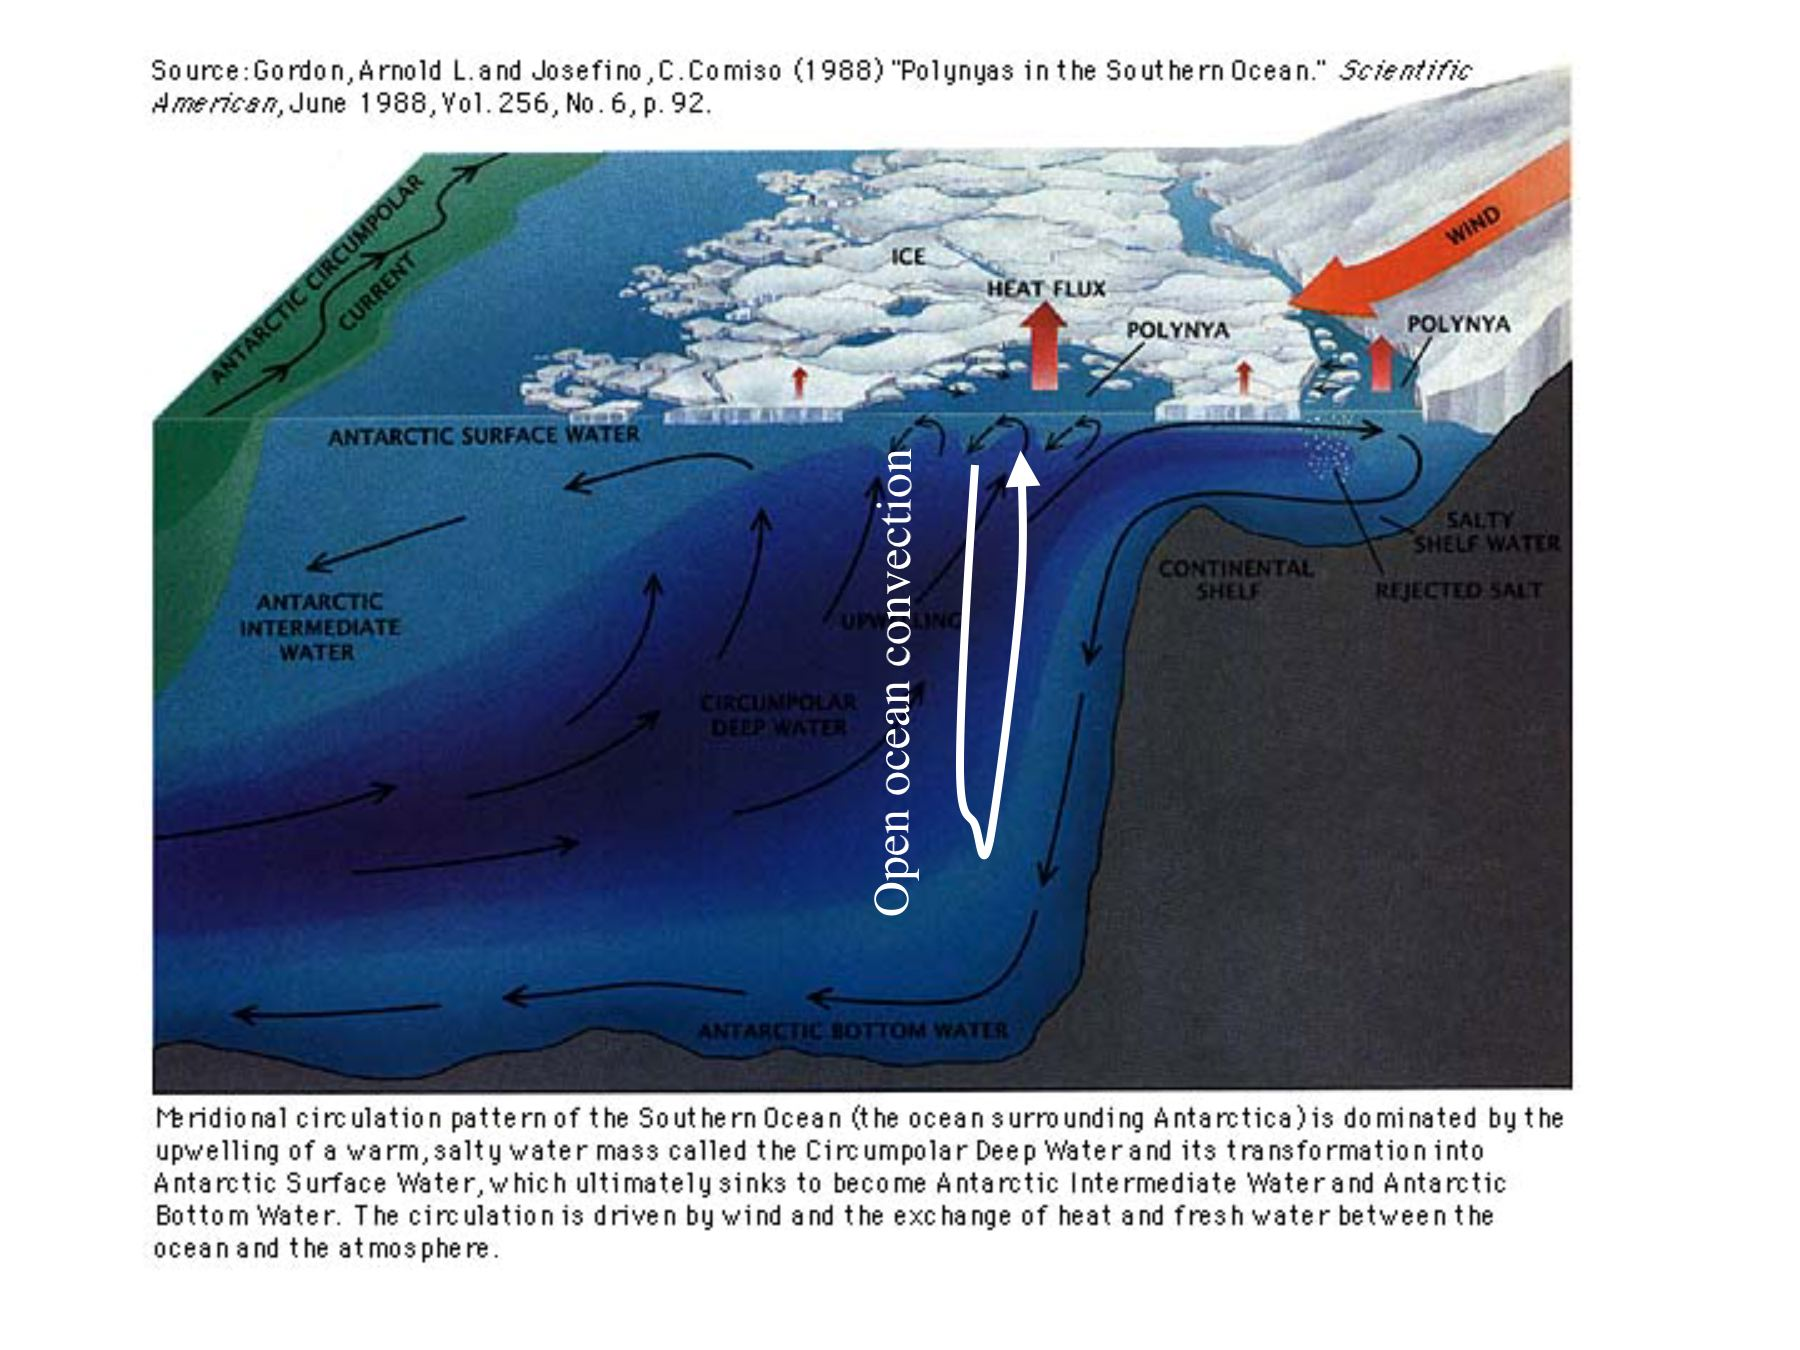 Source: Gordon, Arnold L. and Josefino, C. Comiso (1988) "Polynyas in the Southern Ocean." Scientific
American, June 1988, Vol. 256, No. 6, p. 92.
ANTARCTIC CIRCUMPOLAR
CURRENT
WIND
ICE
HEAT FLUX
POLYNYA
POLYNYA
ANTARCTIC SURFACE WATER
Open ocean convection
SALTY
SHELF WATER
CONTINENTAL
SHELF
REJECTED SALT
ANTARCTIC
INTERMEDIATE
WATER
UPWELLING
CIRCUMPOLAR
DEEP WATER
ANTARCTIC BOTTOM WATER
Meridional circulation pattern of the Southern Ocean (the ocean surrounding Antarctica) is dominated by the
upwelling of a warm, salty water mass called the Circumpolar Deep Water and its transformation into
Antarctic Surface Water, which ultimately sinks to become Antarctic Intermediate Water and Antarctic
Bottom Water. The circulation is driven by wind and the exchange of heat and fresh water between the
ocean and the atmosphere.